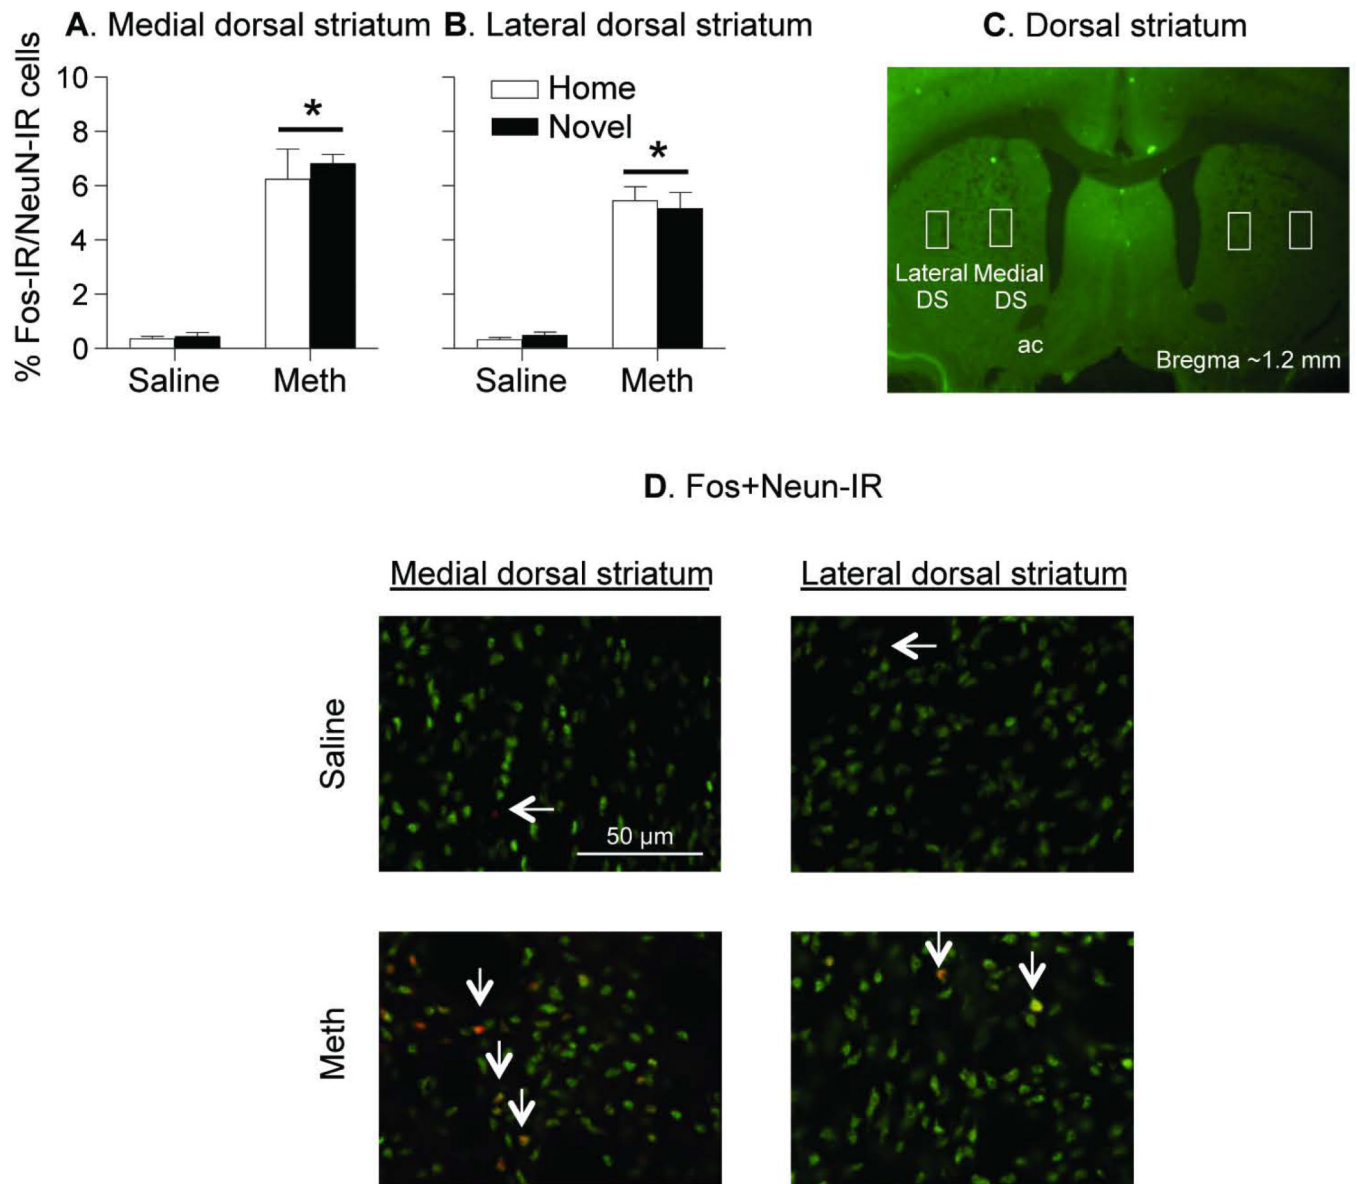 A. Medial dorsal striatum
B. Lateral dorsal striatum
C. Dorsal striatum
% Fos-IR/NeuN-IR cells
10
8
6
4
2
0
*
Saline
Meth
Home
Novel
*
Saline
Meth
Lateral
DS
Medial
DS
ac
Bregma ~1.2 mm
D. Fos+Neun-IR
Medial dorsal striatum
Lateral dorsal striatum
Saline
50 µm
Meth